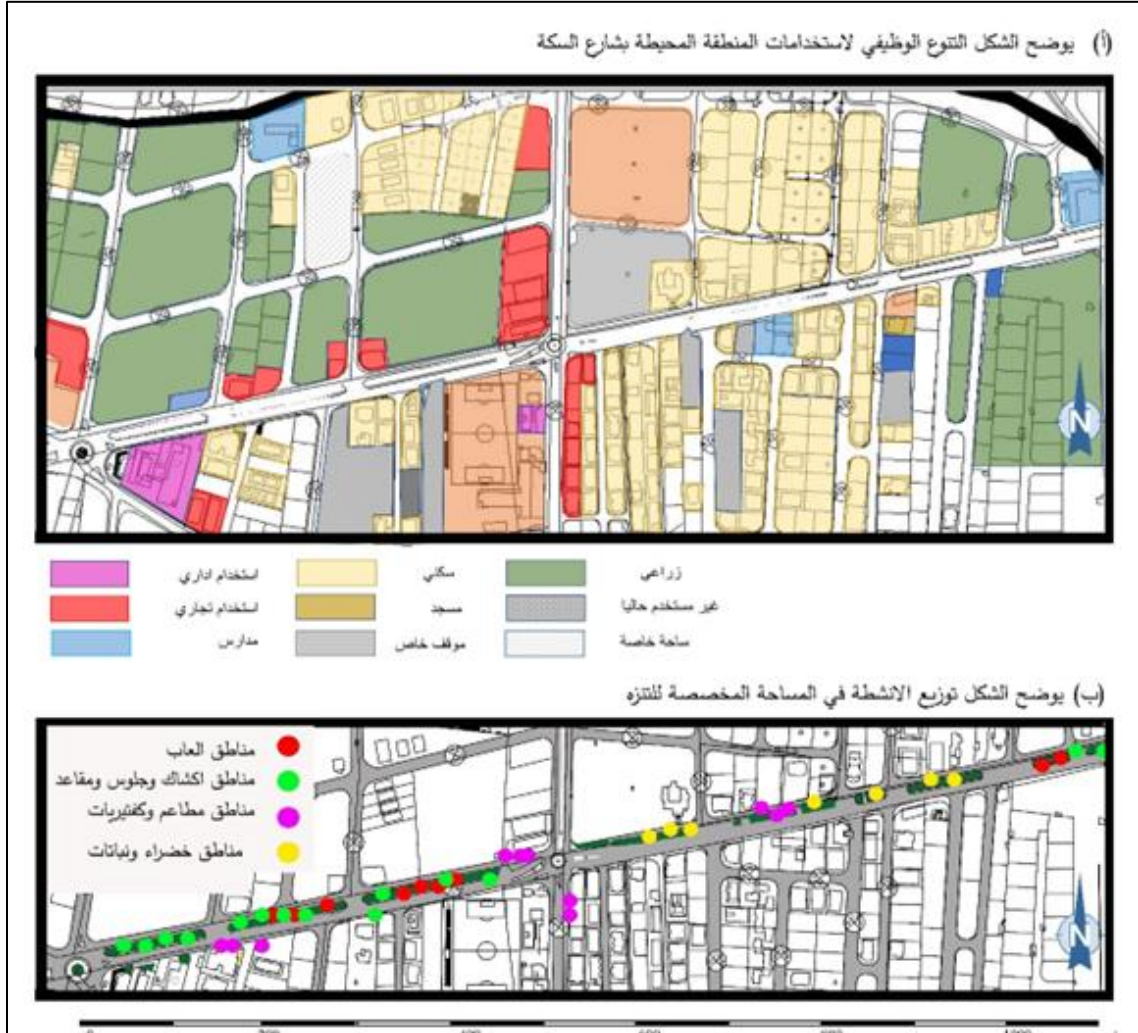 (أ) يوضح الشكل التنوع الوظيفي لاستخدامات المنطقة المحيطة بشارع السكة
N
زراعي سكني استخدام اداري
غير مستخدم حاليا مسجد استخدام تجاري
ساحة خاصة موقف خاص مدارس
(ب) يوضح الشكل توزيع الانشطة في المساحة المخصصة للتنزه
مناطق العاب
مناطق اكشاك وجلوس ومقاعد
مناطق مطاعم وكفتيريات
مناطق خضراء ونباتات
N